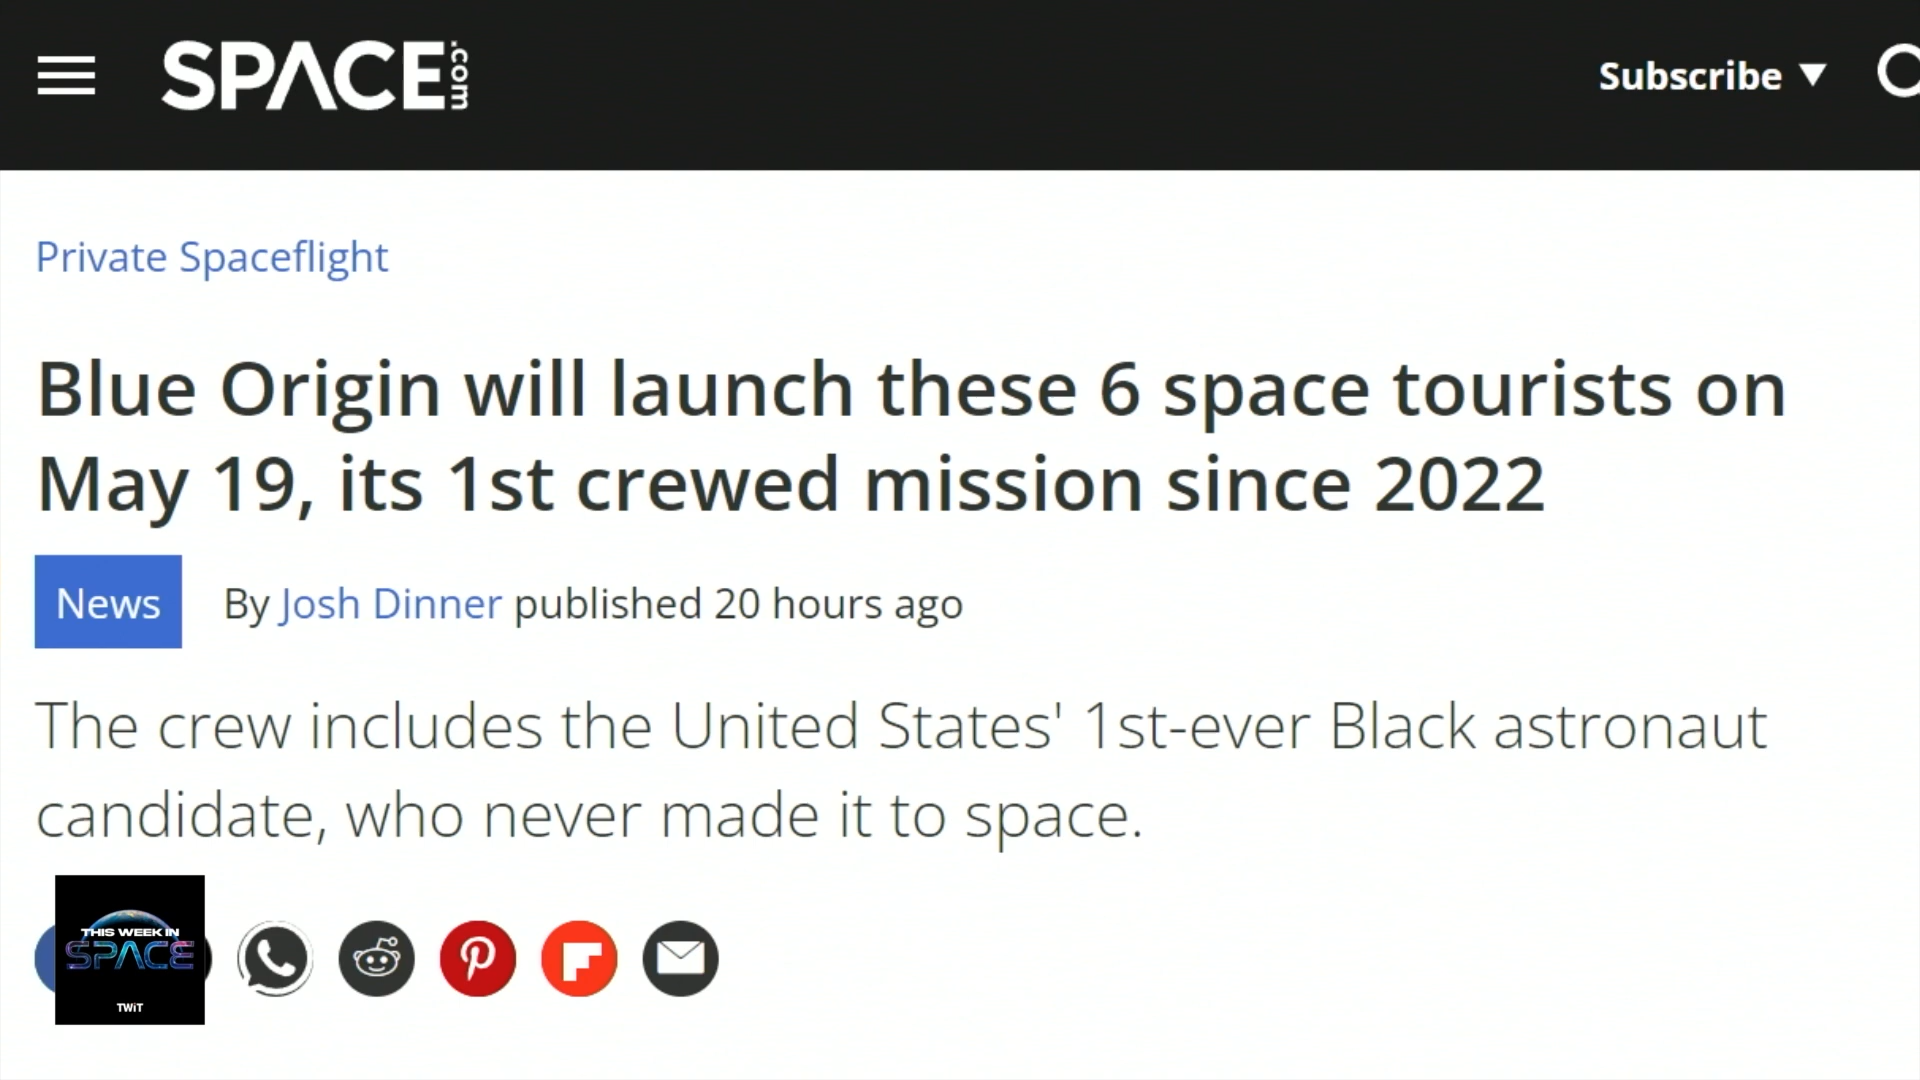 SPACE.com
Subscribe
Private Spaceflight
Blue Origin will launch these 6 space tourists on
May 19, its 1st crewed mission since 2022
News By Josh Dinner published 20 hours ago
The crew includes the United States' 1st-ever Black astronaut
candidate, who never made it to space.
THIS WEEK IN
SPACE
TWiT